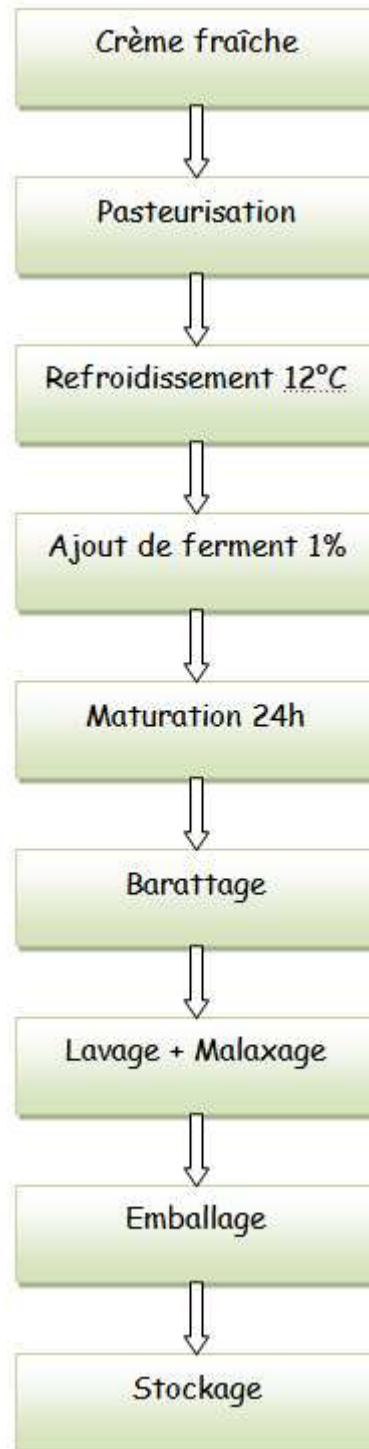 Crème fraîche
Pasteurisation
Refroidissement 12°C
Ajout de ferment 1%
Maturation 24h
Barattage
Lavage + Malaxage
Emballage
Stockage